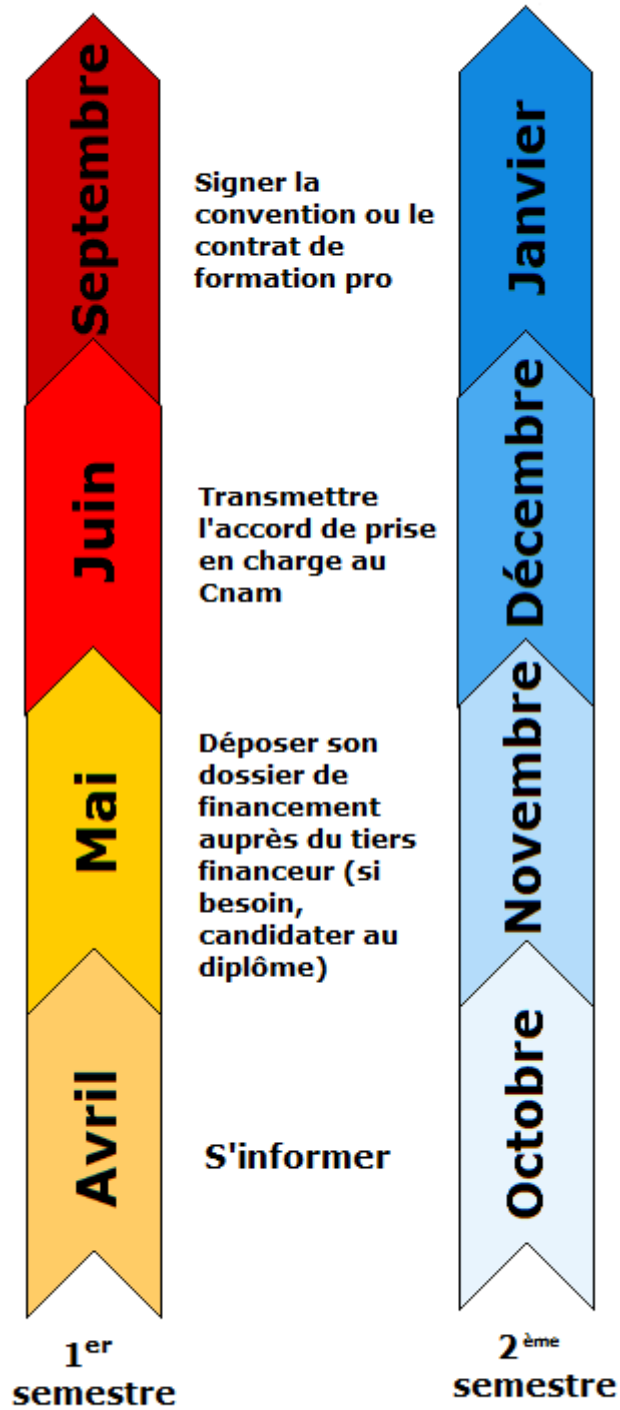 Septembre
Signer la
convention ou le
contrat de
formation pro
Janvier
Juin
Transmettre
l'accord de prise
en charge au
Cnam
Décembre
Mai
Déposer son
dossier de
financement
auprès du tiers
financeur (si
besoin,
candidater au
diplôme)
Novembre
Avril
S'informer
Octobre
1er
semestre
2ème
semestre